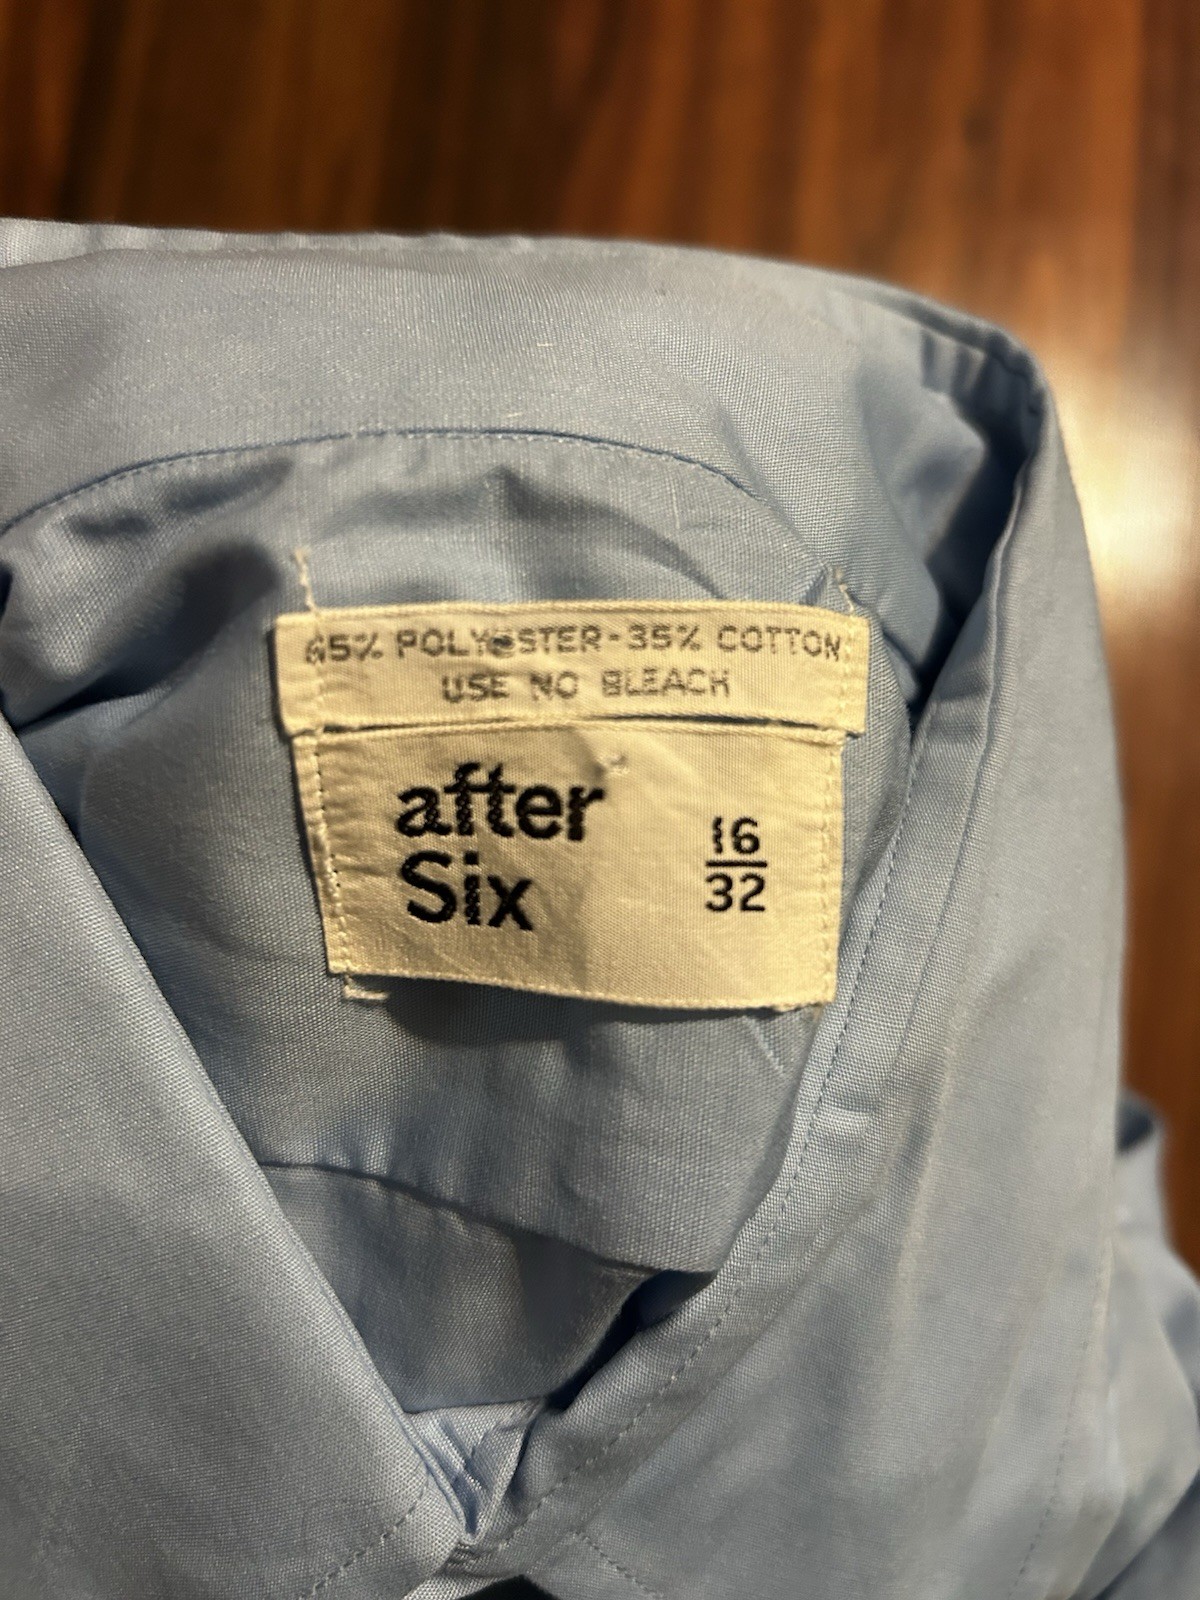 65% POLYESTER-35% COTTON
USE NO BLEACH
after
Six
16
32